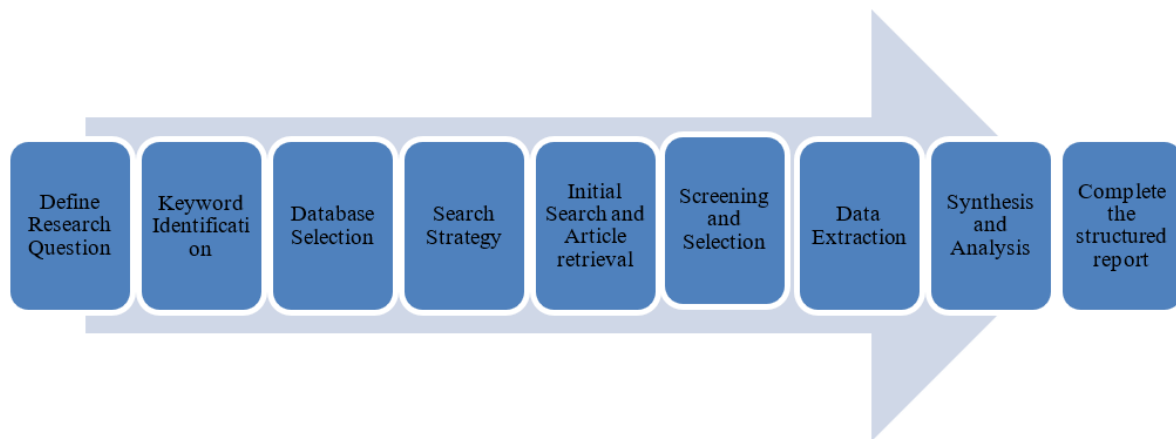 Define
Research
Question
Keyword
Identificati
on
Database
Selection
Search
Strategy
Initial
Search and
Article
retrieval
Screening
and
Selection
Data
Extraction
Synthesis
and
Analysis
Complete
the
structured
report